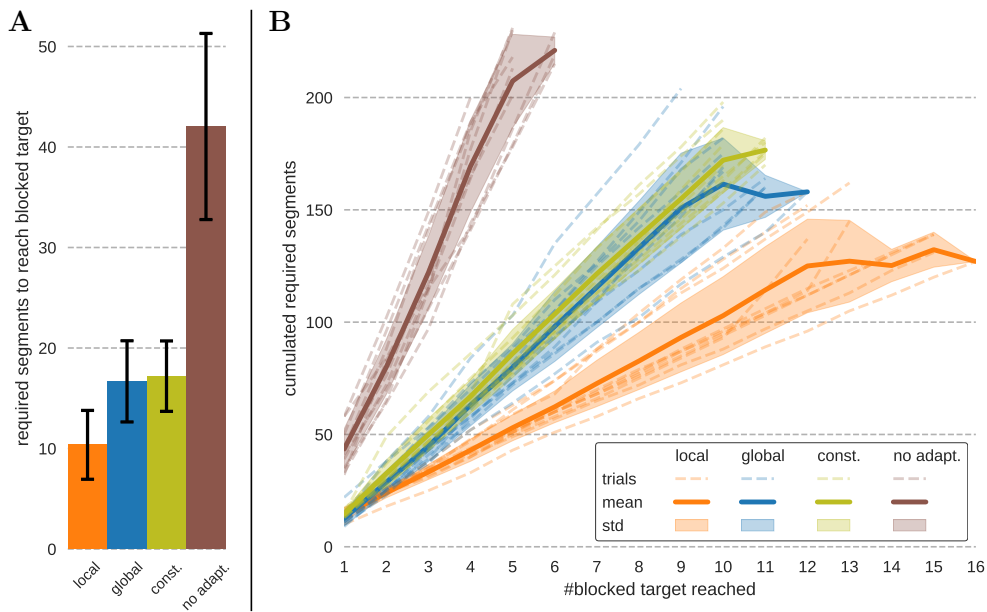 A
required segments to reach blocked target
50
40
30
20
10
0
local
global
const.
no adapt.
B
cumulated required segments
200
150
100
50
0
1 2 3 4 5 6 7 8 9 10 11 12 13 14 15 16
#blocked target reached
local global const. no adapt.
trials
mean
std